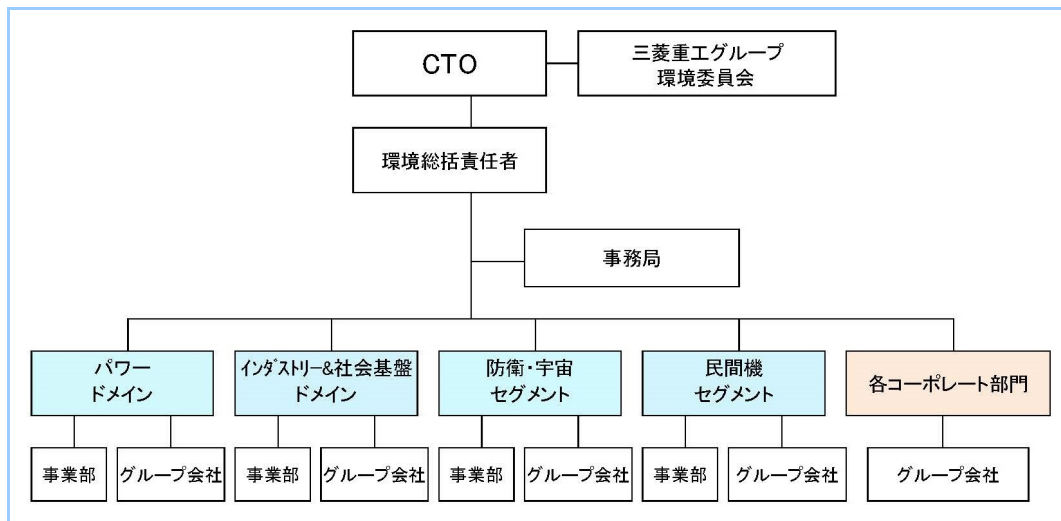 CTO
三菱重工グループ
環境委員会
環境総括責任者
事務局
パワー
ドメイン
インダストリー&社会基盤
ドメイン
防衛・宇宙
セグメント
民間機
セグメント
各コーポレート部門
事業部
グループ会社
事業部
グループ会社
事業部
グループ会社
事業部
グループ会社
グループ会社